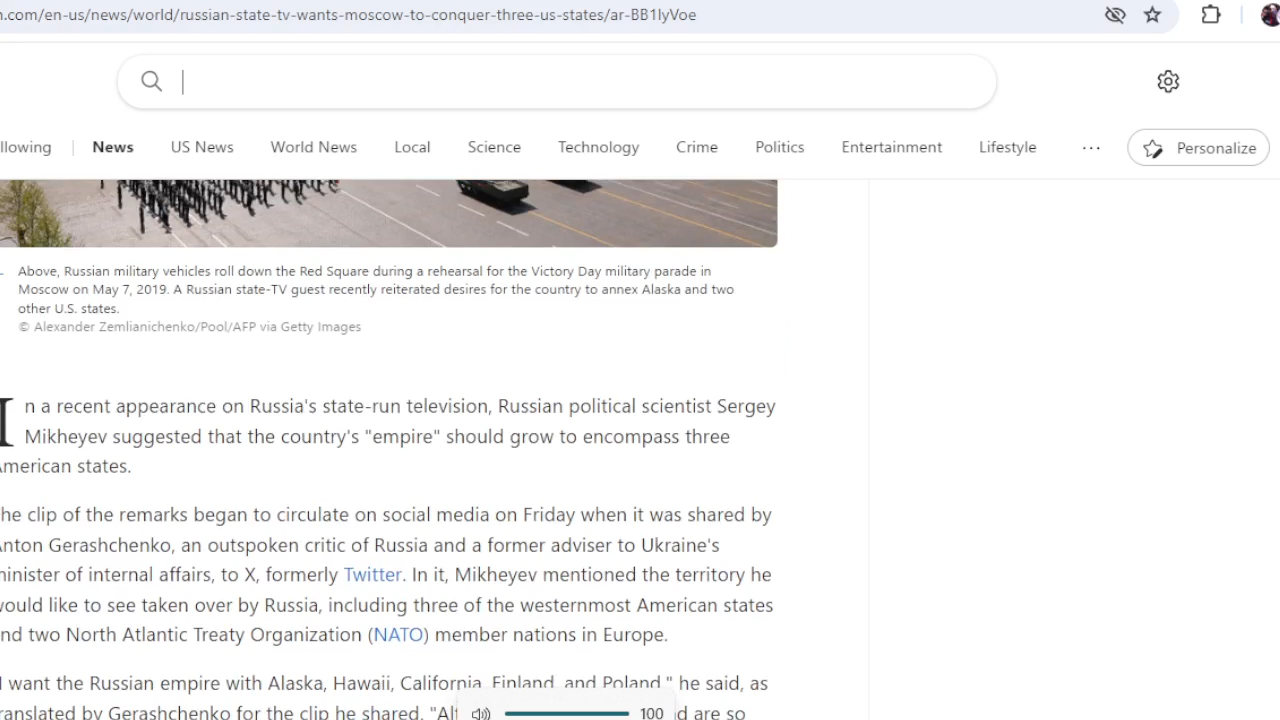 n.com/en-us/news/world/russian-state-tv-wants-moscow-to-conquer-three-us-states/ar-BB1IyVoe
llowing News US News World News Local Science Technology Crime Politics Entertainment Lifestyle ... Personalize
Above, Russian military vehicles roll down the Red Square during a rehearsal for the Victory Day military parade in
Moscow on May 7, 2019. A Russian state-TV guest recently reiterated desires for the country to annex Alaska and two
other U.S. states.
© Alexander Zemlianichenko/Pool/AFP via Getty Images
In a recent appearance on Russia's state-run television, Russian political scientist Sergey
Mikheyev suggested that the country's "empire" should grow to encompass three
American states.
he clip of the remarks began to circulate on social media on Friday when it was shared by
Anton Gerashchenko, an outspoken critic of Russia and a former adviser to Ukraine's
minister of internal affairs, to X, formerly Twitter. In it, Mikheyev mentioned the territory he
would like to see taken over by Russia, including three of the westernmost American states
nd two North Atlantic Treaty Organization (NATO) member nations in Europe.
I want the Russian empire with Alaska, Hawaii, California, Finland, and Poland," he said, as
translated by Gerashchenko for the clip he shared. "Al d are so
100